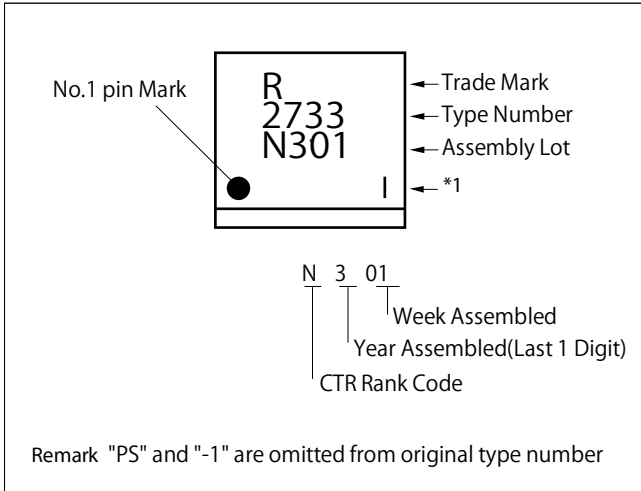 No.1 pin Mark
R
2733
N301
I
Trade Mark
Type Number
Assembly Lot
*1
N 3 01
Week Assembled
Year Assembled(Last 1 Digit)
CTR Rank Code
Remark "PS" and "-1" are omitted from original type number